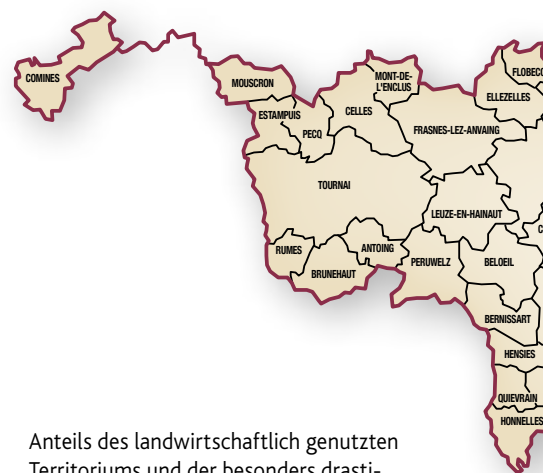 COMINES
MOUSCRON
MONT-DE-
L'ENCLUS
FLOBECQ
ELLEZELLES
ESTAMPUIS
CELLES
PECQ
FRASNES-LEZ-ANVAING
TOURNAI
LEUZE-EN-HAINAUT
RUMES
ANTOING
BRUNEHAUT
PERUWELZ
BELOEIL
BERNISSART
HENSIES
QUIEVRAIN
HONNELLES
Anteils des landwirtschaftlich genutzten
Territoriums und der besonders drasti-